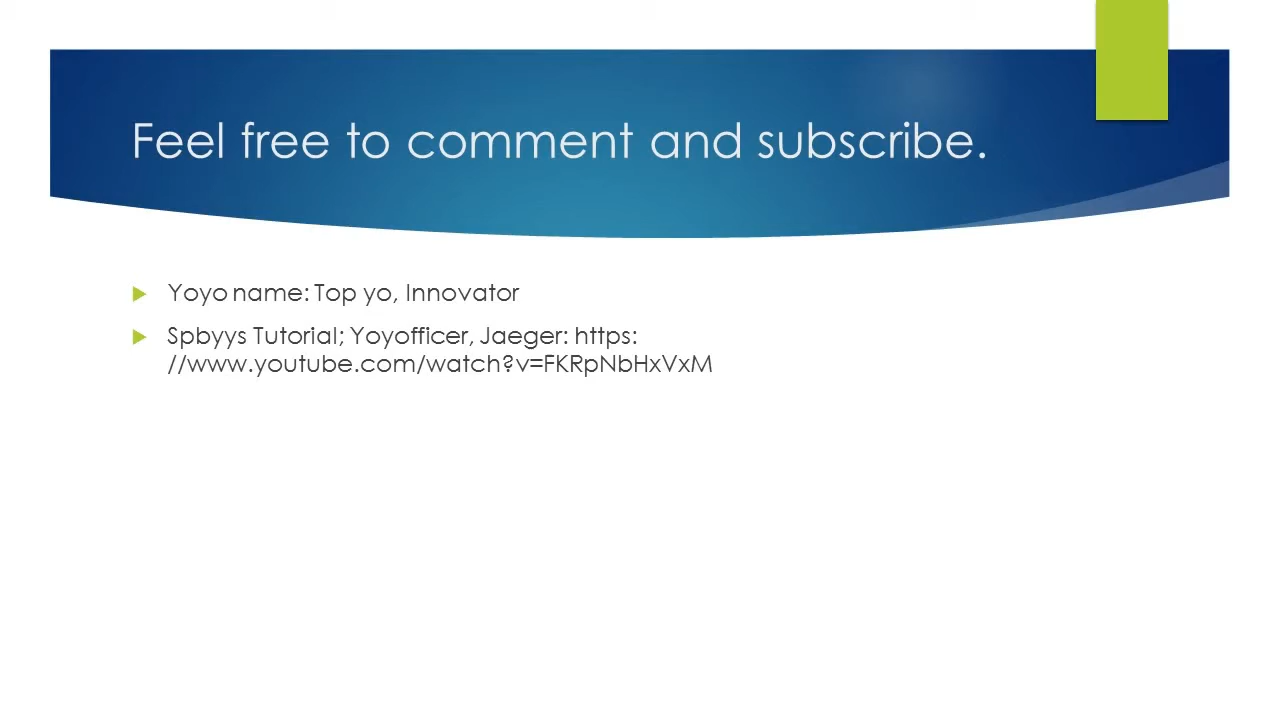 Feel free to comment and subscribe.
Yoyo name: Top yo, Innovator
Spbyys Tutorial; Yoyofficer, Jaeger: https:
//www.youtube.com/watch?v=FKRpNbHxVxM